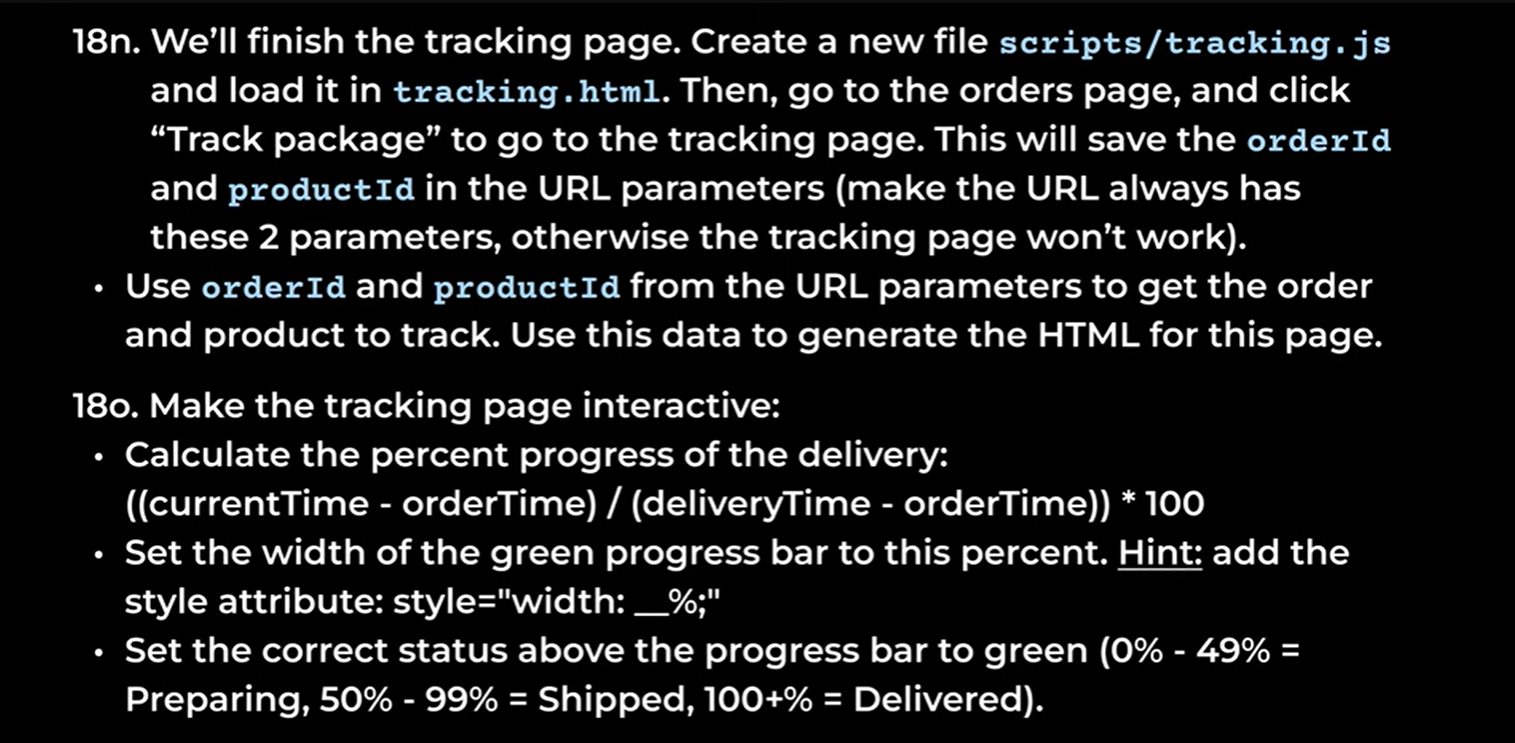 18n. We’ll finish the tracking page. Create a new file scripts/tracking.js
and load it in tracking.html. Then, go to the orders page, and click
“Track package” to go to the tracking page. This will save the orderId
and productId in the URL parameters (make the URL always has
these 2 parameters, otherwise the tracking page won’t work).
• Use orderId and productId from the URL parameters to get the order
and product to track. Use this data to generate the HTML for this page.
18o. Make the tracking page interactive:
• Calculate the percent progress of the delivery:
((currentTime - orderTime) / (deliveryTime - orderTime)) * 100
• Set the width of the green progress bar to this percent. Hint: add the
style attribute: style="width: __%;"
• Set the correct status above the progress bar to green (0% - 49% =
Preparing, 50% - 99% = Shipped, 100+% = Delivered).